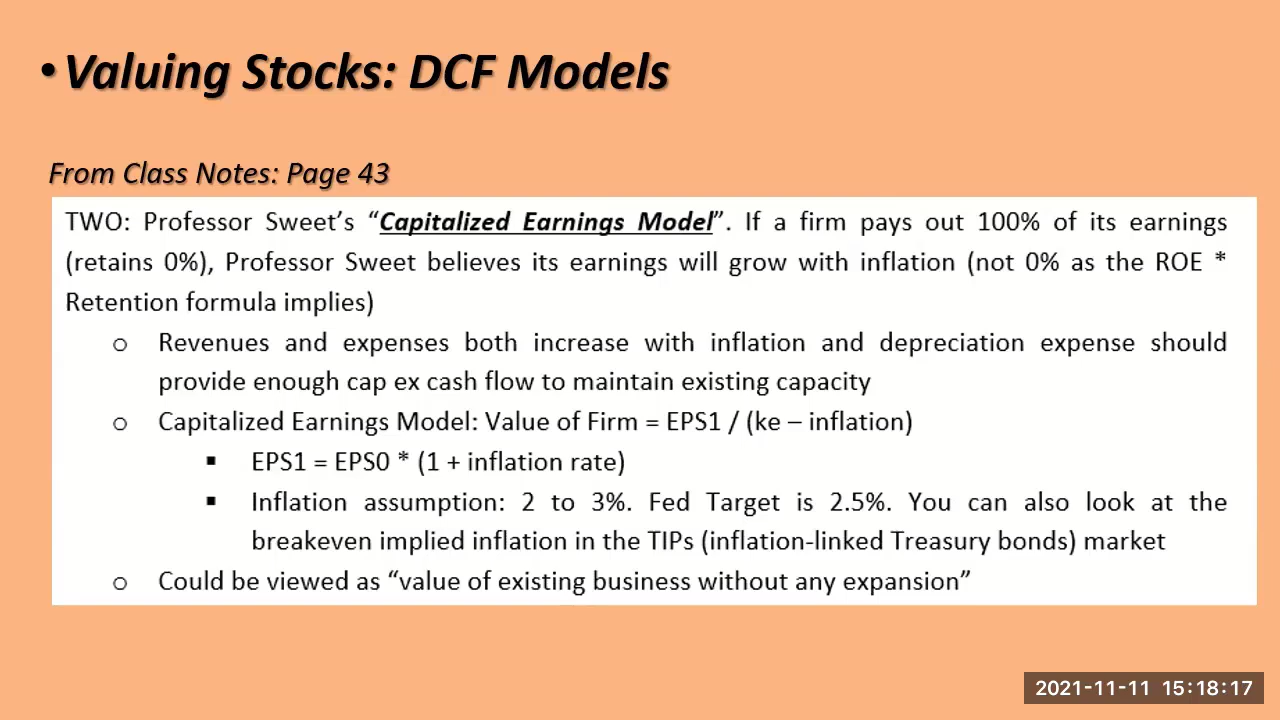 • Valuing Stocks: DCF Models
From Class Notes: Page 43
TWO: Professor Sweet’s “Capitalized Earnings Model”. If a firm pays out 100% of its earnings
(retains 0%), Professor Sweet believes its earnings will grow with inflation (not 0% as the ROE *
Retention formula implies)
o Revenues and expenses both increase with inflation and depreciation expense should
provide enough cap ex cash flow to maintain existing capacity
o Capitalized Earnings Model: Value of Firm = EPS1 / (ke – inflation)
▪ EPS1 = EPS0 * (1 + inflation rate)
▪ Inflation assumption: 2 to 3%. Fed Target is 2.5%. You can also look at the
breakeven implied inflation in the TIPs (inflation-linked Treasury bonds) market
o Could be viewed as “value of existing business without any expansion”
2021-11-11 15:18:17